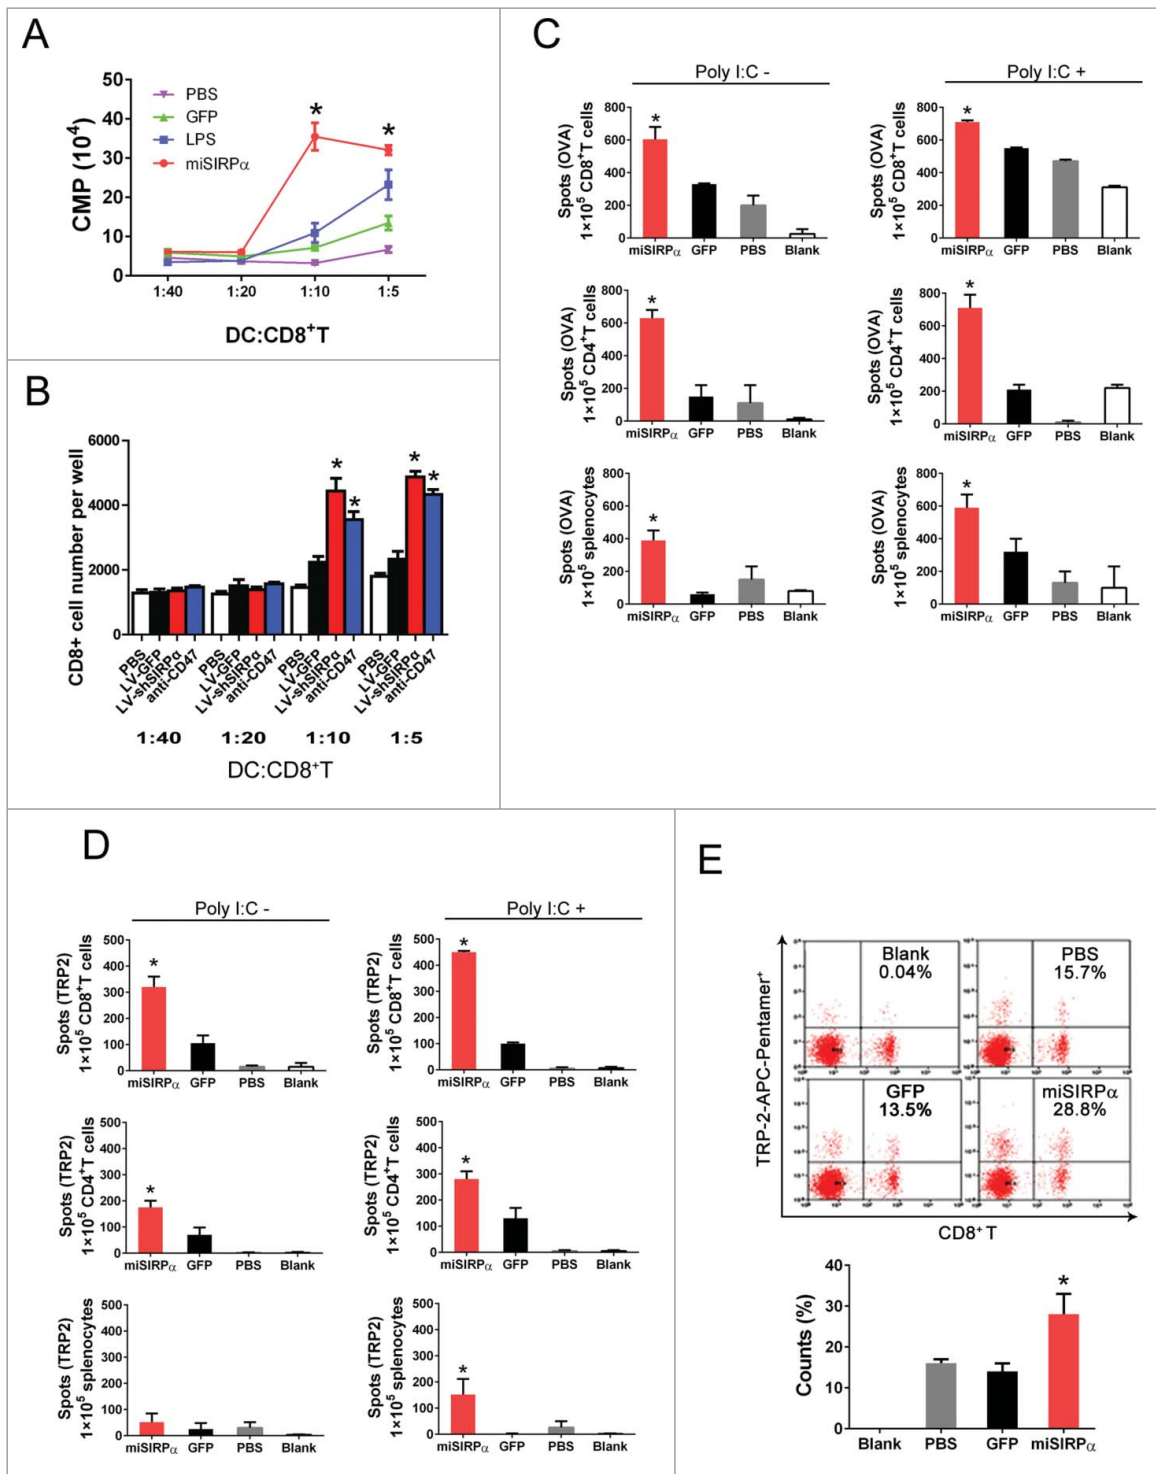 A
CMP (10⁴)
50
40
30
20
10
0
PBS
GFP
LPS
miSIRPα
*
*
1:40
1:20
1:10
1:5
DC:CD8⁺T
B
CD8+ cell number per well
6000
4000
2000
0
*
*
*
*
PBS
LV-GFP
LV-shSIRPα
anti-CD47
PBS
LV-GFP
LV-shSIRPα
anti-CD47
PBS
LV-GFP
LV-shSIRPα
anti-CD47
PBS
LV-GFP
LV-shSIRPα
anti-CD47
1:40 1:20 1:10 1:5
DC:CD8⁺T
C
Poly I:C -
Poly I:C +
Spots (OVA)
1×10⁵ CD8⁺T cells
800
600
400
200
0
*
miSIRPα GFP PBS Blank
Spots (OVA)
1×10⁵ CD8⁺T cells
800
600
400
200
0
*
miSIRPα GFP PBS Blank
Spots (OVA)
1×10⁵ CD4⁺T cells
800
600
400
200
0
*
miSIRPα GFP PBS Blank
Spots (OVA)
1×10⁵ CD4⁺T cells
800
600
400
200
0
*
miSIRPα GFP PBS Blank
Spots (OVA)
1×10⁵ splenocytes
800
600
400
200
0
*
miSIRPα GFP PBS Blank
Spots (OVA)
1×10⁵ splenocytes
800
600
400
200
0
*
miSIRPα GFP PBS Blank
D
Poly I:C -
Poly I:C +
Spots (TRP2)
1×10⁵ CD8⁺T cells
500
400
300
200
100
0
*
miSIRPα GFP PBS Blank
Spots (TRP2)
1×10⁵ CD8⁺T cells
500
400
300
200
100
0
*
miSIRPα GFP PBS Blank
Spots (TRP2)
1×10⁵ CD4⁺T cells
500
400
300
200
100
0
*
miSIRPα GFP PBS Blank
Spots (TRP2)
1×10⁵ CD4⁺T cells
500
400
300
200
100
0
*
miSIRPα GFP PBS Blank
Spots (TRP2)
1×10⁵ splenocytes
500
400
300
200
100
0
miSIRPα GFP PBS Blank
Spots (TRP2)
1×10⁵ splenocytes
500
400
300
200
100
0
*
miSIRPα GFP PBS Blank
E
TRP-2-APC-Pentamer⁺
Blank
0.04%
PBS
15.7%
GFP
13.5%
miSIRPα
28.8%
CD8⁺ T
Counts (%)
40
30
20
10
0
*
Blank PBS GFP miSIRPα